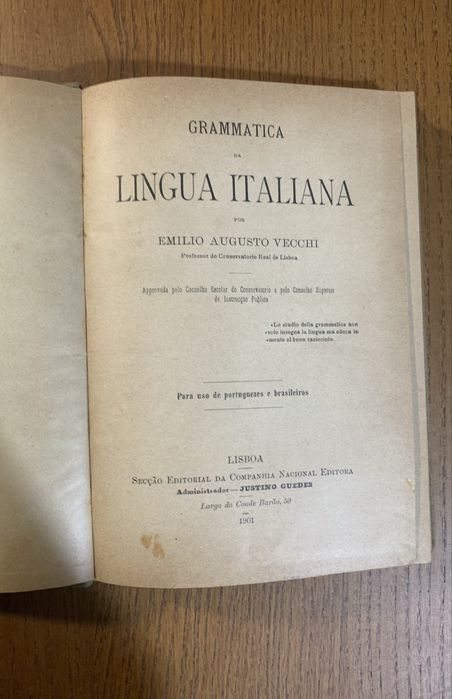 GRAMMATICA
DA
LINGUA ITALIANA
POR
EMILIO AUGUSTO VECCHI
Professor do Conservatorio Real de Lisboa
Approvada pelo Conselho Escolar do Conservatorio e pelo Conselho Superior
de Instrucção Publica
«Lo studio della grammatica non
«solo insegna la lingua ma educa la
«mente al buon raziocinio.
Para uso de portuguezes e brasileiros
LISBOA
SECÇÃO EDITORIAL DA COMPANHIA NACIONAL EDITORA
Administrador—JUSTINO GUEDES
Largo do Conde Barão, 50
1901